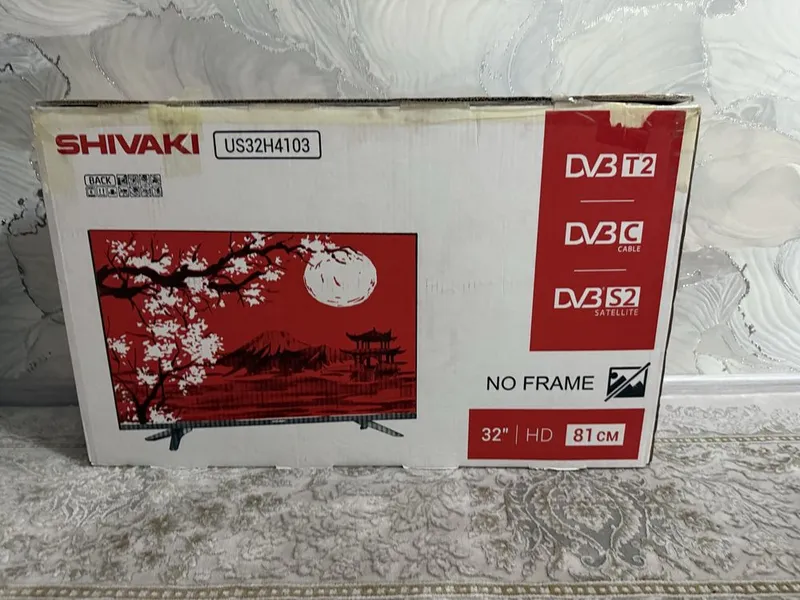 SHIVAKI
US32H4103
BACK
DVB T2
DVB C
CABLE
DVB S2
SATELLITE
NO FRAME
32" | HD
81 CM